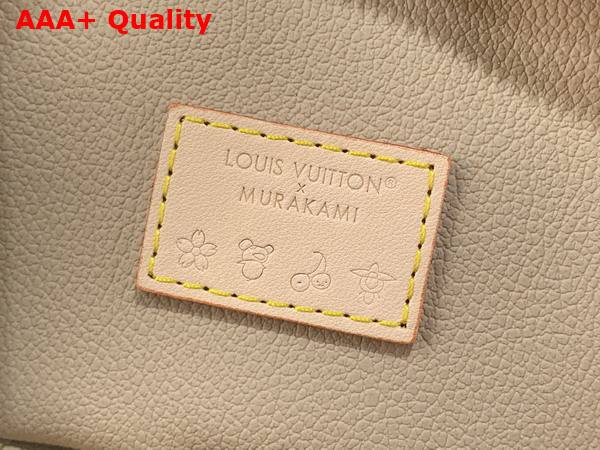 AAA+ Quality
LOUIS VUITTON©
x
MURAKAMI